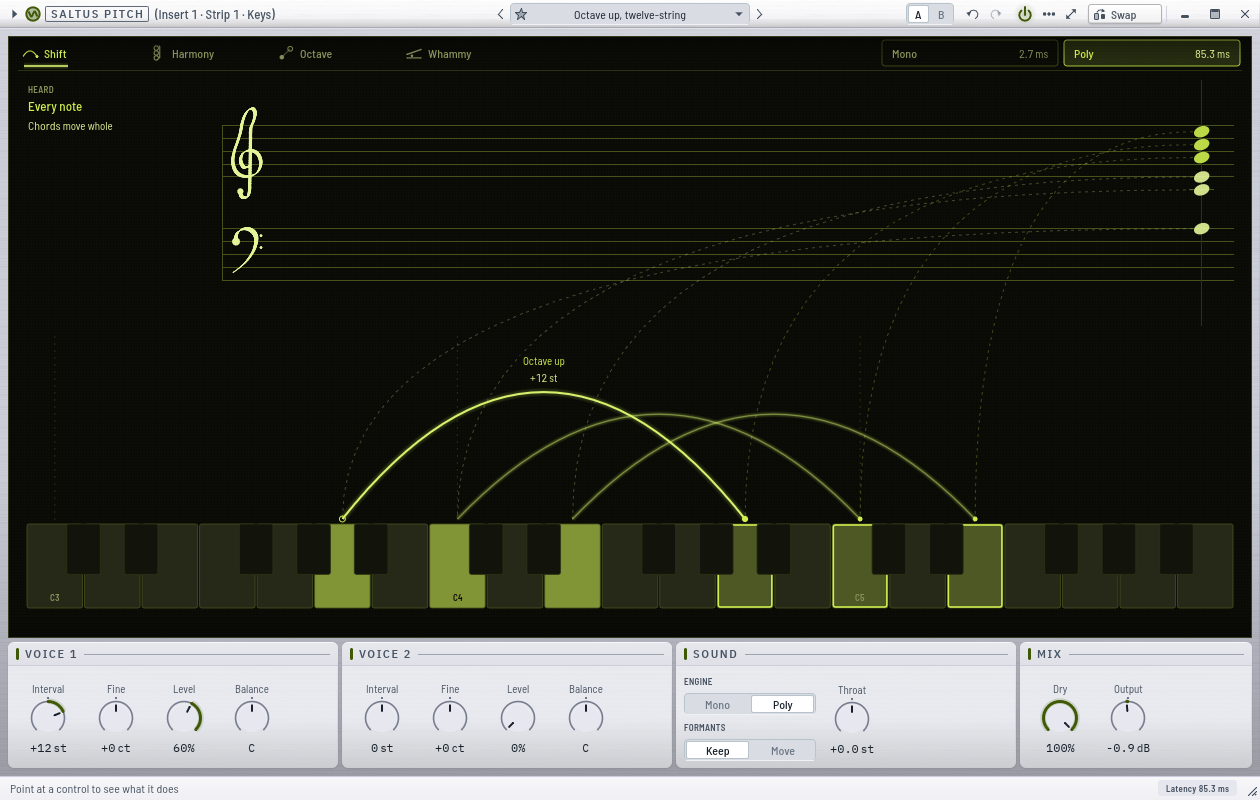 SALTUS PITCH (Insert 1 · Strip 1 · Keys)
Octave up, twelve-string
A B
Swap
Shift Harmony Octave Whammy
Mono 2.7 ms
Poly 85.3 ms
HEARD
Every note
Chords move whole
Octave up
+12 st
C3 C4 C5
VOICE 1
Interval Fine Level Balance
+12 st +0 ct 60% C
VOICE 2
Interval Fine Level Balance
0 st +0 ct 0% C
SOUND
ENGINE
Mono Poly
FORMANTS
Keep Move
Throat
+0.0 st
MIX
Dry Output
100% -0.9 dB
Point at a control to see what it does
Latency 85.3 ms